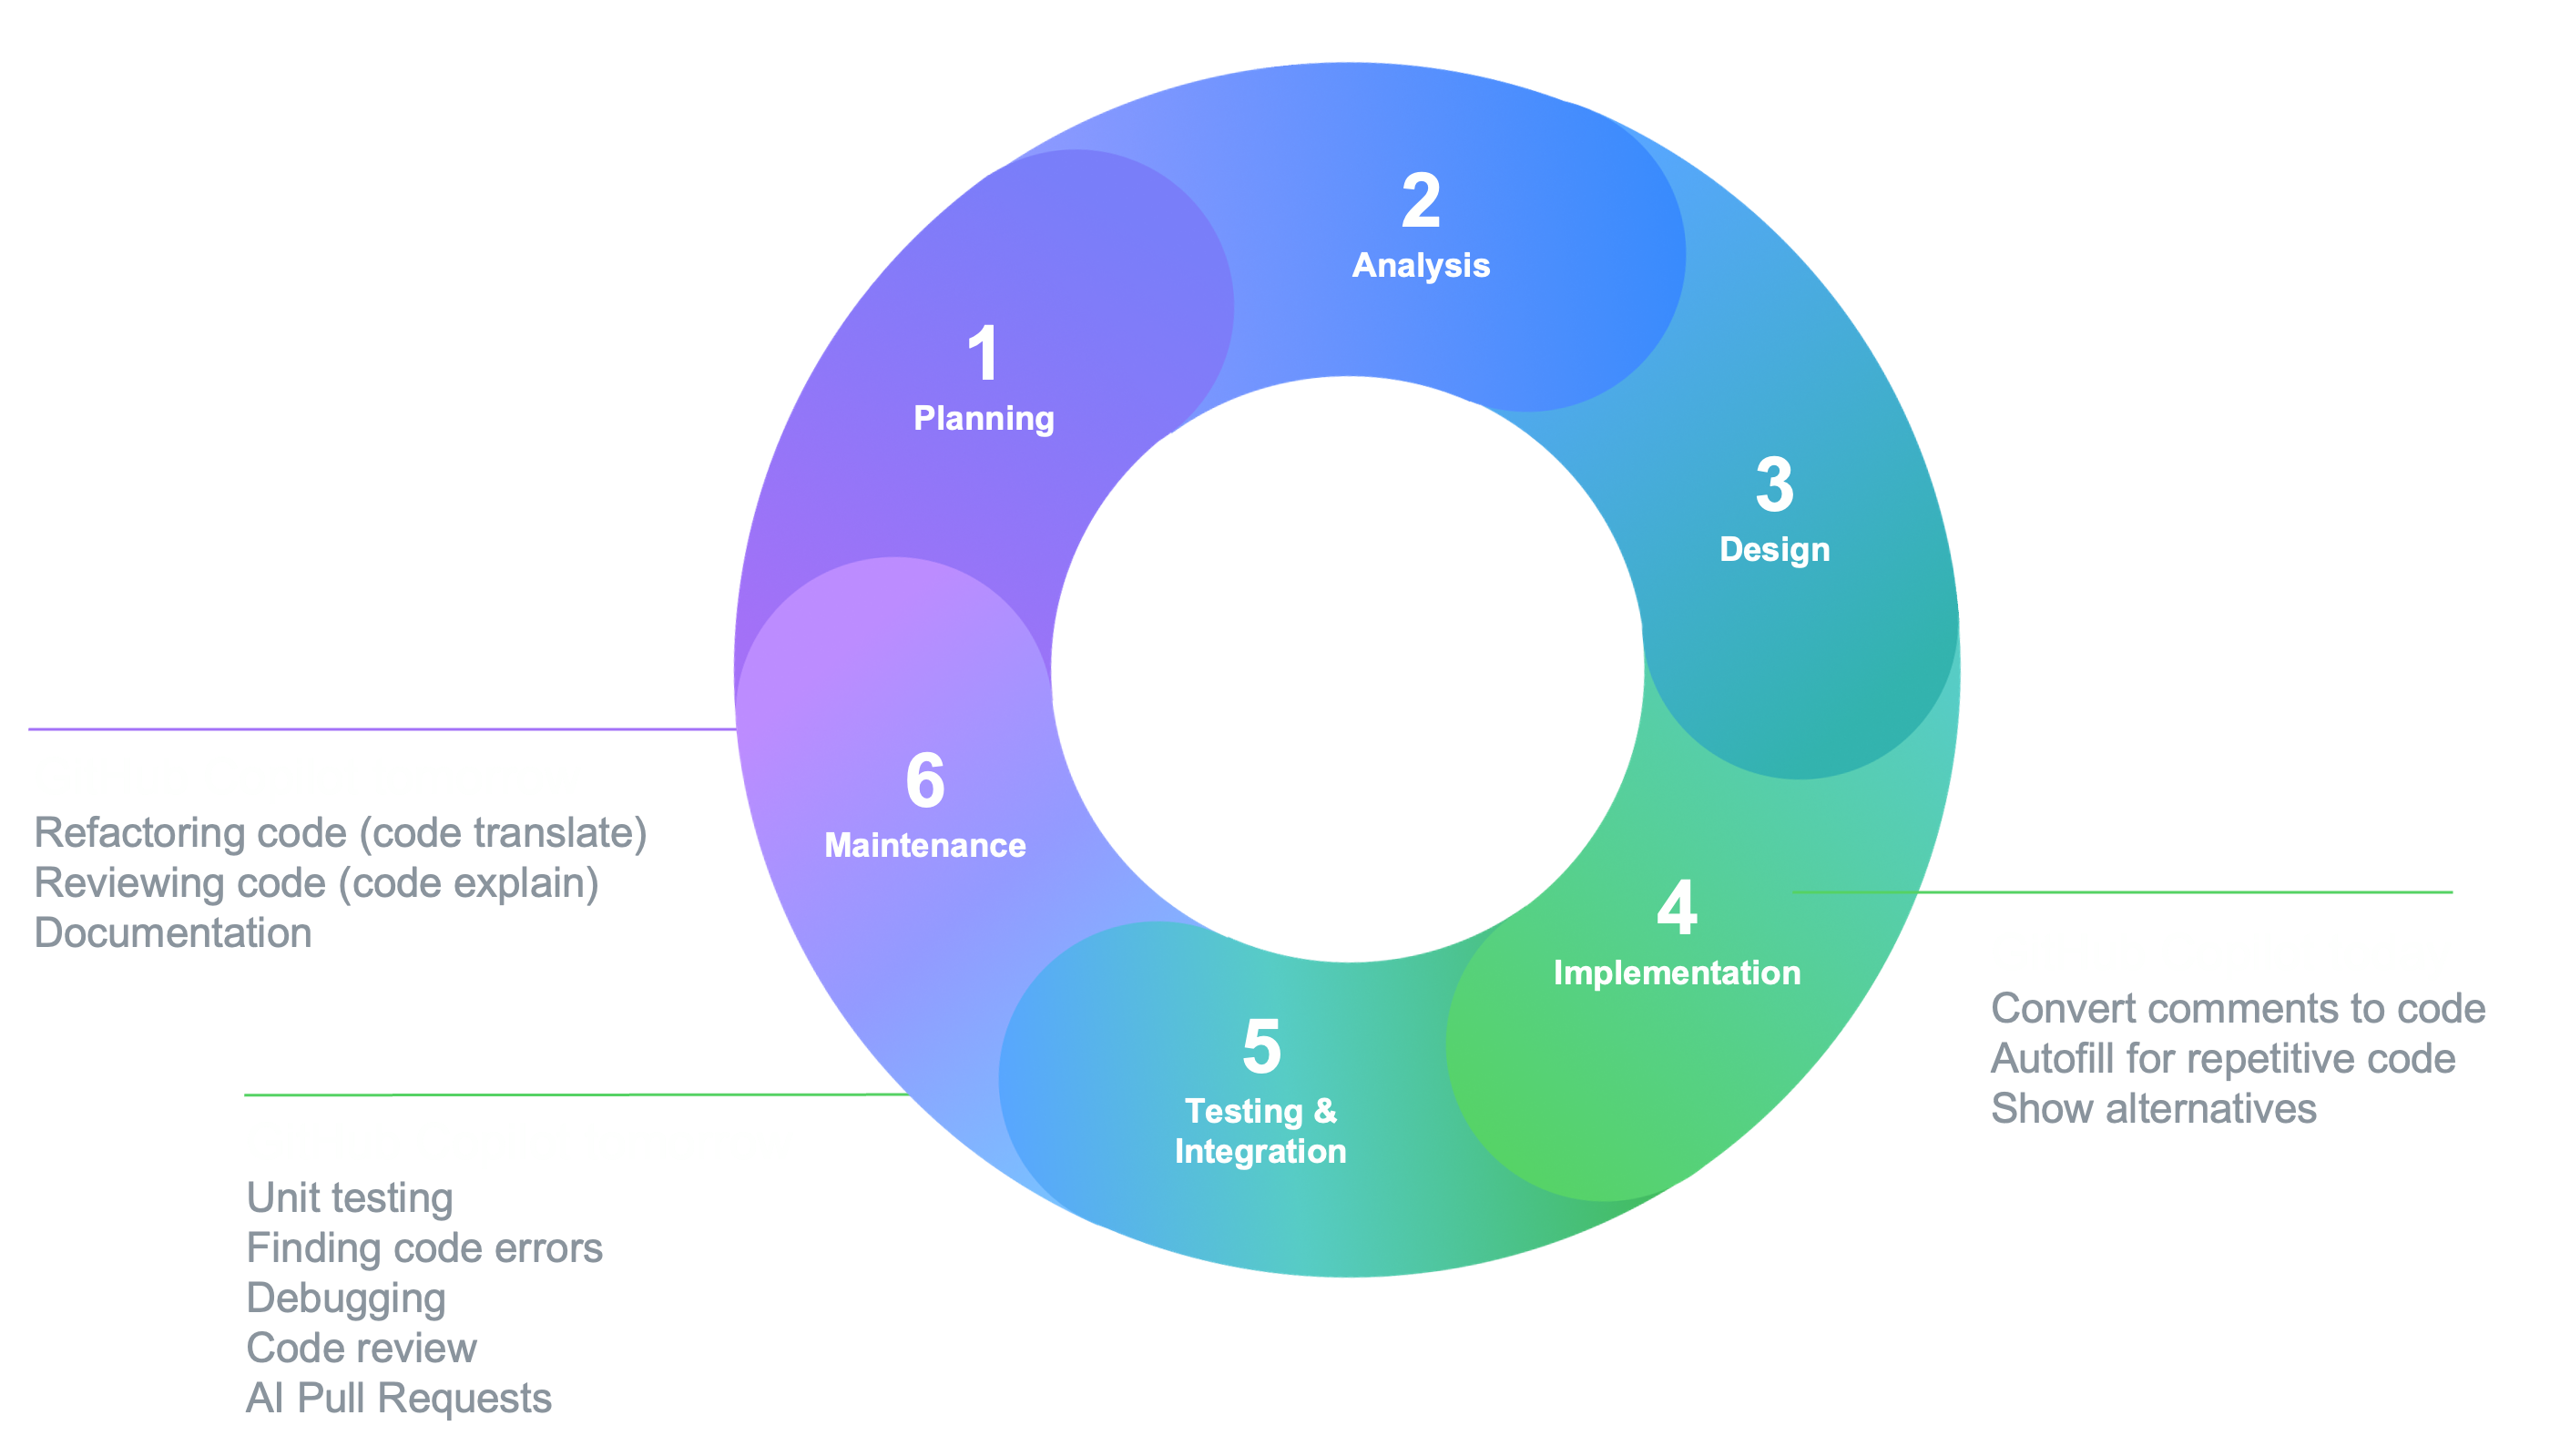 1
Planning
2
Analysis
3
Design
4
Implementation
5
Testing &
Integration
6
Maintenance
Refactoring code (code translate)
Reviewing code (code explain)
Documentation
Unit testing
Finding code errors
Debugging
Code review
AI Pull Requests
Convert comments to code
Autofill for repetitive code
Show alternatives